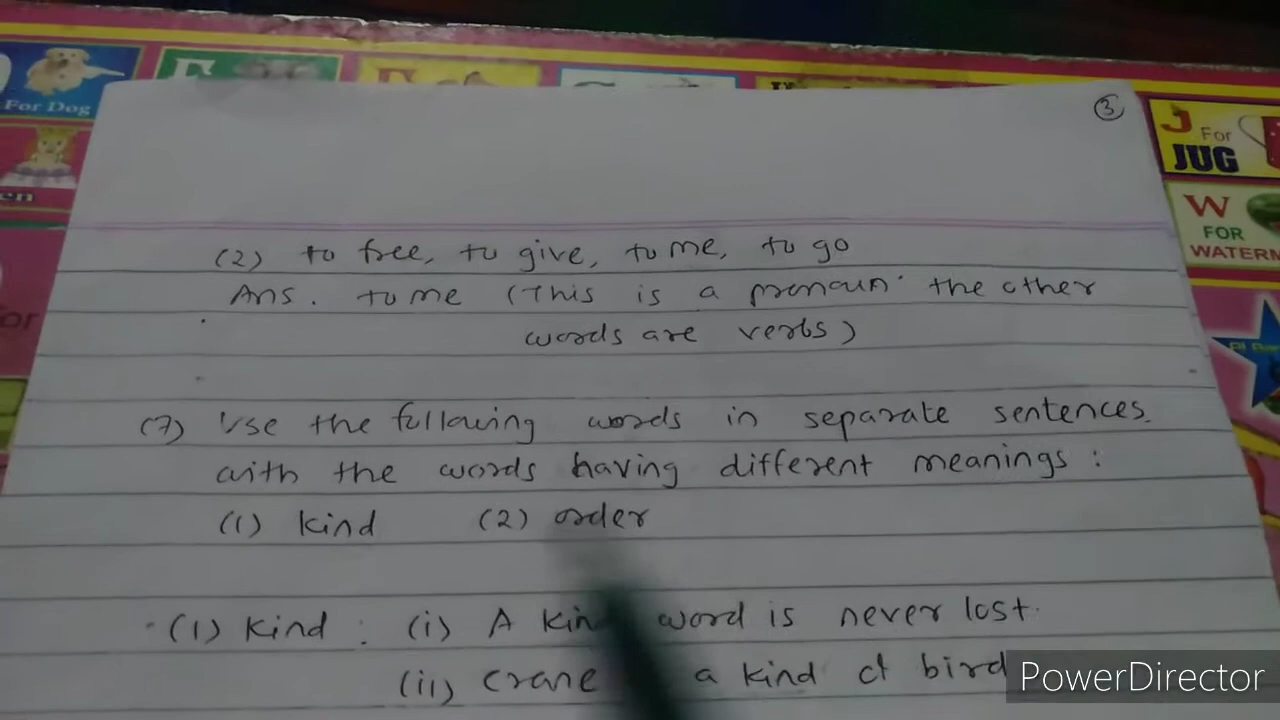 For Dog
en
J For
JUG
W
FOR
WATERM
3
(2) to free, to give, to me, to go
Ans. to me (This is a pronoun. the other
words are verbs)
(7) Use the following words in separate sentences.
with the words having different meanings :
(1) kind (2) order
(1) kind : (i) A kind word is never lost.
(ii) crane a kind of bird
PowerDirector